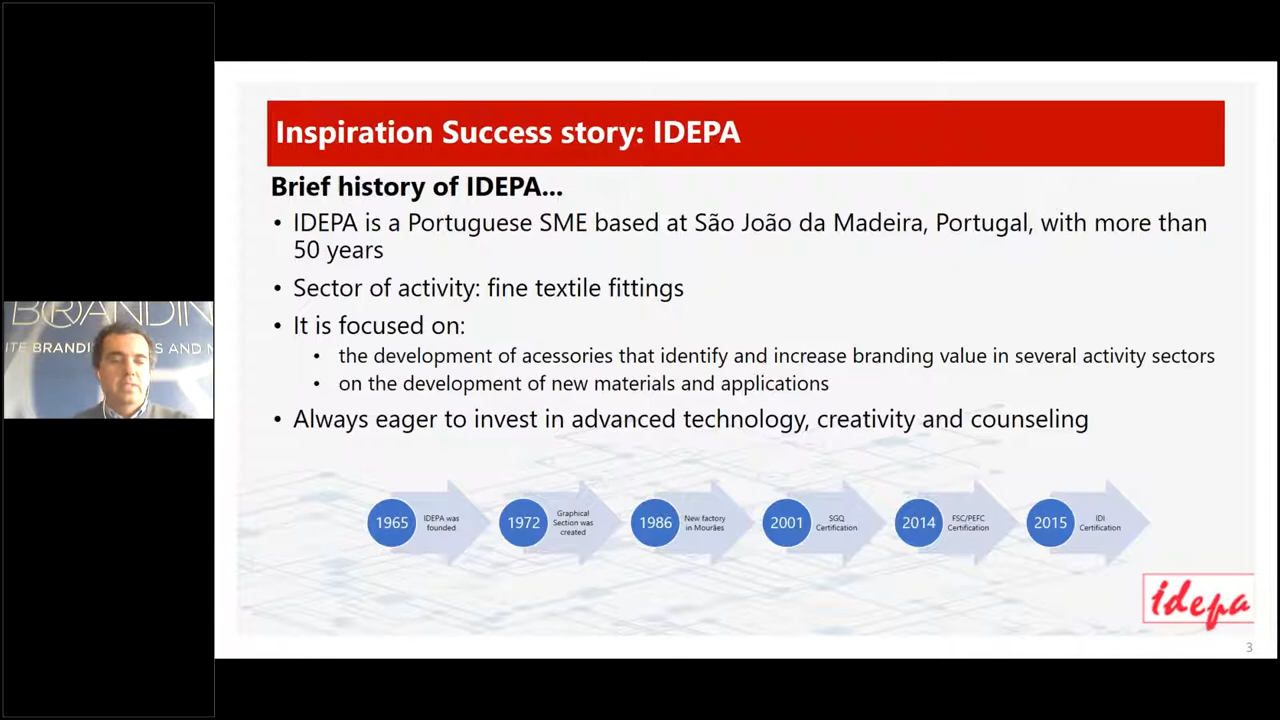 Inspiration Success story: IDEPA
Brief history of IDEPA...
• IDEPA is a Portuguese SME based at São João da Madeira, Portugal, with more than
50 years
• Sector of activity: fine textile fittings
• It is focused on:
• the development of acessories that identify and increase branding value in several activity sectors
• on the development of new materials and applications
• Always eager to invest in advanced technology, creativity and counseling
1965
IDEPA was
founded
1972
Graphical
Section was
created
1986
New factory
in Mourães
2001
SGQ
Certification
2014
FSC/PEFC
Certification
2015
IDI
Certification
idepa
3
BRANDIN
ITE BRANDI S AND